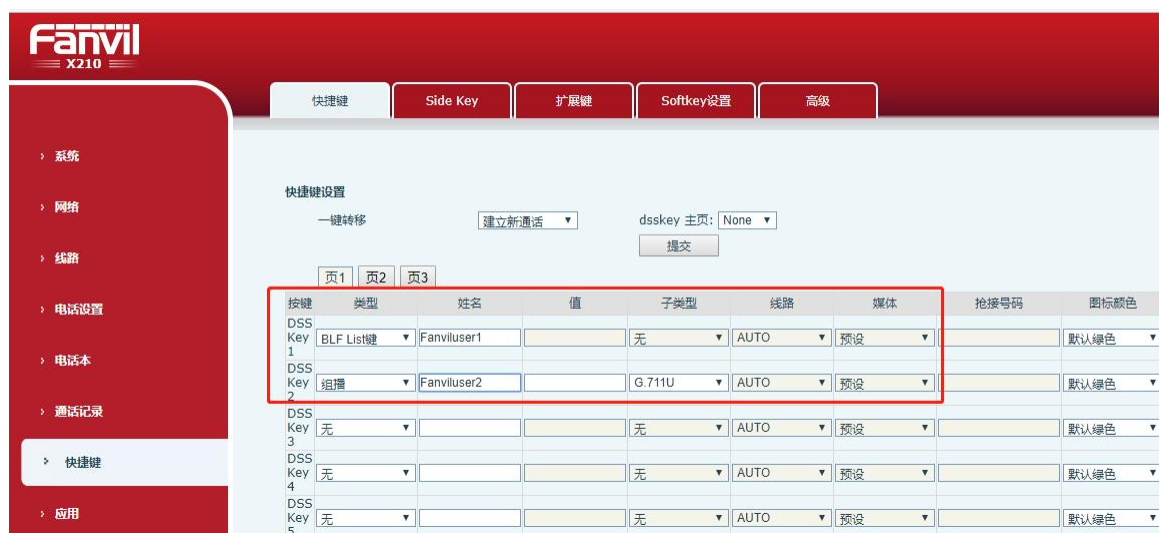 Fanvil
X210
快捷键 Side Key 扩展键 Softkey设置 高级
系统
网络
线路
电话设置
电话本
通话记录
快捷键
应用
快捷键设置
一键转移 建立新通话 dsskey 主页: None
提交
页1 页2 页3
按键 类型 姓名 值 子类型 线路 媒体 抢接号码 图标颜色
DSS Key 1 BLF List键 Fanviluser1 无 AUTO 预设 默认绿色
DSS Key 2 组播 Fanviluser2 G.711U AUTO 预设 默认绿色
DSS Key 3 无 无 AUTO 预设 默认绿色
DSS Key 4 无 无 AUTO 预设 默认绿色
DSS Key 5 无 无 AUTO 预设 默认绿色